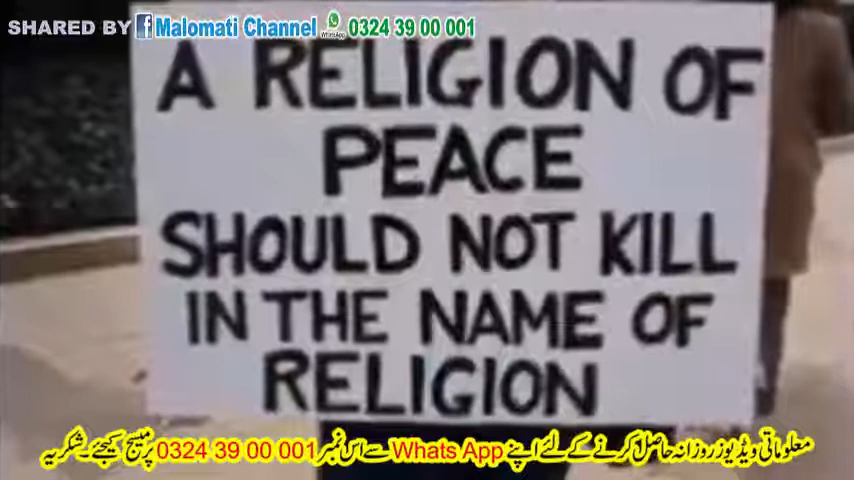 SHARED BY f Malomati Channel WhatsApp 0324 39 00 001
A RELIGION OF
PEACE
SHOULD NOT KILL
IN THE NAME OF
RELIGION
معلوماتی ویڈیوز روزانہ حاصل کرنے کے لئے اپنے Whats App سے اس نمبر 0324 39 00 001 پر میسج کیجئے ۔ شکریہ